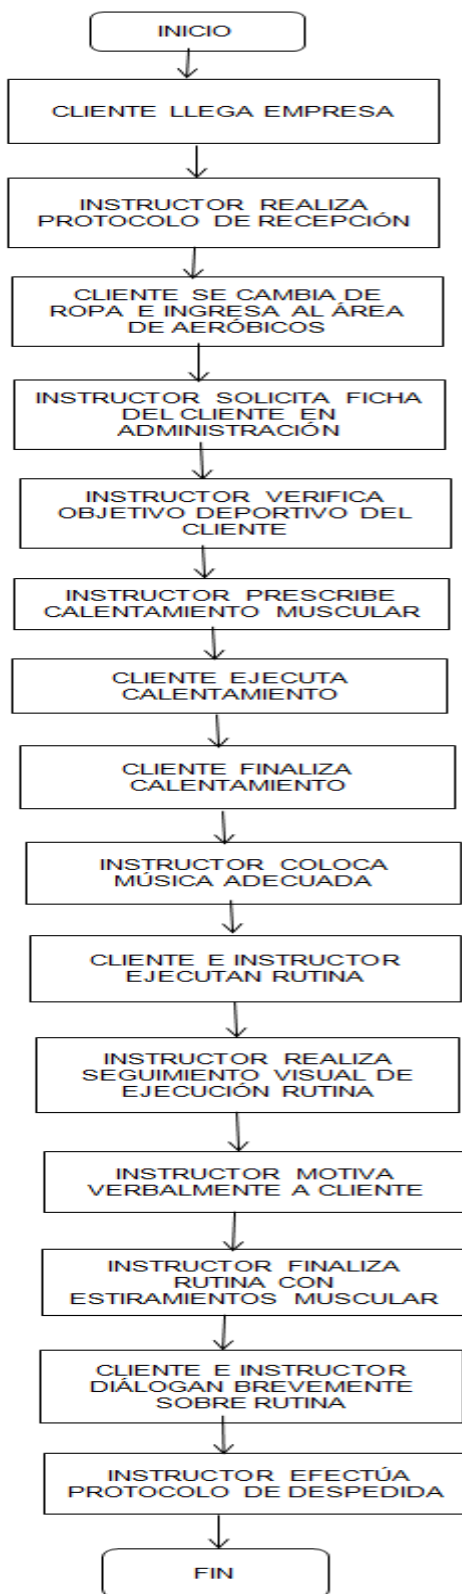 INICIO
CLIENTE LLEGA EMPRESA
INSTRUCTOR REALIZA
PROTOCOLO DE RECEPCIÓN
CLIENTE SE CAMBIA DE
ROPA E INGRESA AL ÁREA
DE AERÓBICOS
INSTRUCTOR SOLICITA FICHA
DEL CLIENTE EN
ADMINISTRACIÓN
INSTRUCTOR VERIFICA
OBJETIVO DEPORTIVO DEL
CLIENTE
INSTRUCTOR PRESCRIBE
CALENTAMIENTO MUSCULAR
CLIENTE EJECUTA
CALENTAMIENTO
CLIENTE FINALIZA
CALENTAMIENTO
INSTRUCTOR COLOCA
MÚSICA ADECUADA
CLIENTE E INSTRUCTOR
EJECUTAN RUTINA
INSTRUCTOR REALIZA
SEGUIMIENTO VISUAL DE
EJECUCIÓN RUTINA
INSTRUCTOR MOTIVA
VERBALMENTE A CLIENTE
INSTRUCTOR FINALIZA
RUTINA CON
ESTIRAMIENTOS MUSCULAR
CLIENTE E INSTRUCTOR
DIÁLOGAN BREVEMENTE
SOBRE RUTINA
INSTRUCTOR EFECTÚA
PROTOCOLO DE DESPEDIDA
FIN